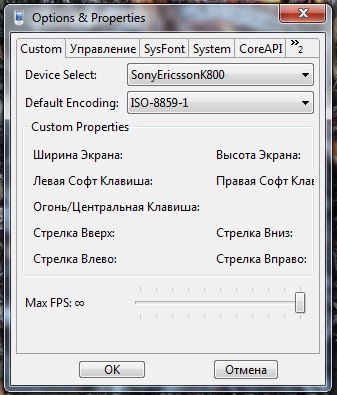 Options & Properties
Custom Управление SysFont System CoreAPI »2
Device Select: SonyEricssonK800
Default Encoding: ISO-8859-1
Custom Properties
Ширина Экрана: Высота Экрана:
Левая Софт Клавиша: Правая Софт Клав
Огонь/Центральная Клавиша:
Стрелка Вверх: Стрелка Вниз:
Стрелка Влево: Стрелка Вправо:
Max FPS: ∞
OK Отмена